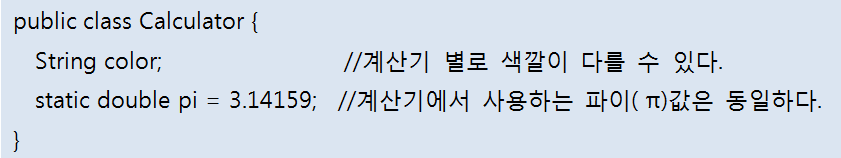 public class Calculator {
String color; //계산기 별로 색깔이 다를 수 있다.
static double pi = 3.14159; //계산기에서 사용하는 파이( π)값은 동일하다.
}